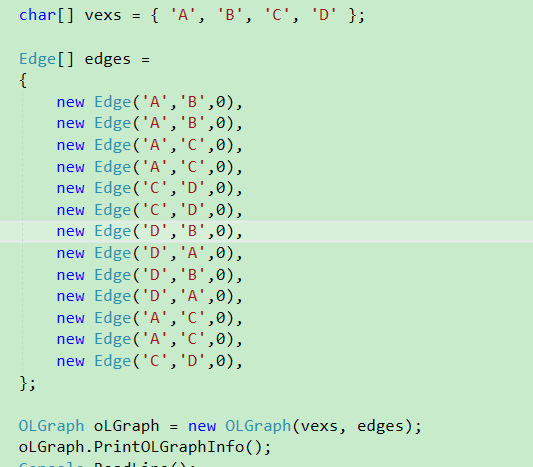 char[] vexs = { 'A', 'B', 'C', 'D' };
Edge[] edges =
{
new Edge('A','B',0),
new Edge('A','B',0),
new Edge('A','C',0),
new Edge('A','C',0),
new Edge('C','D',0),
new Edge('C','D',0),
new Edge('D','B',0),
new Edge('D','A',0),
new Edge('D','B',0),
new Edge('D','A',0),
new Edge('A','C',0),
new Edge('A','C',0),
new Edge('C','D',0),
};
OLGraph oLGraph = new OLGraph(vexs, edges);
oLGraph.PrintOLGraphInfo();